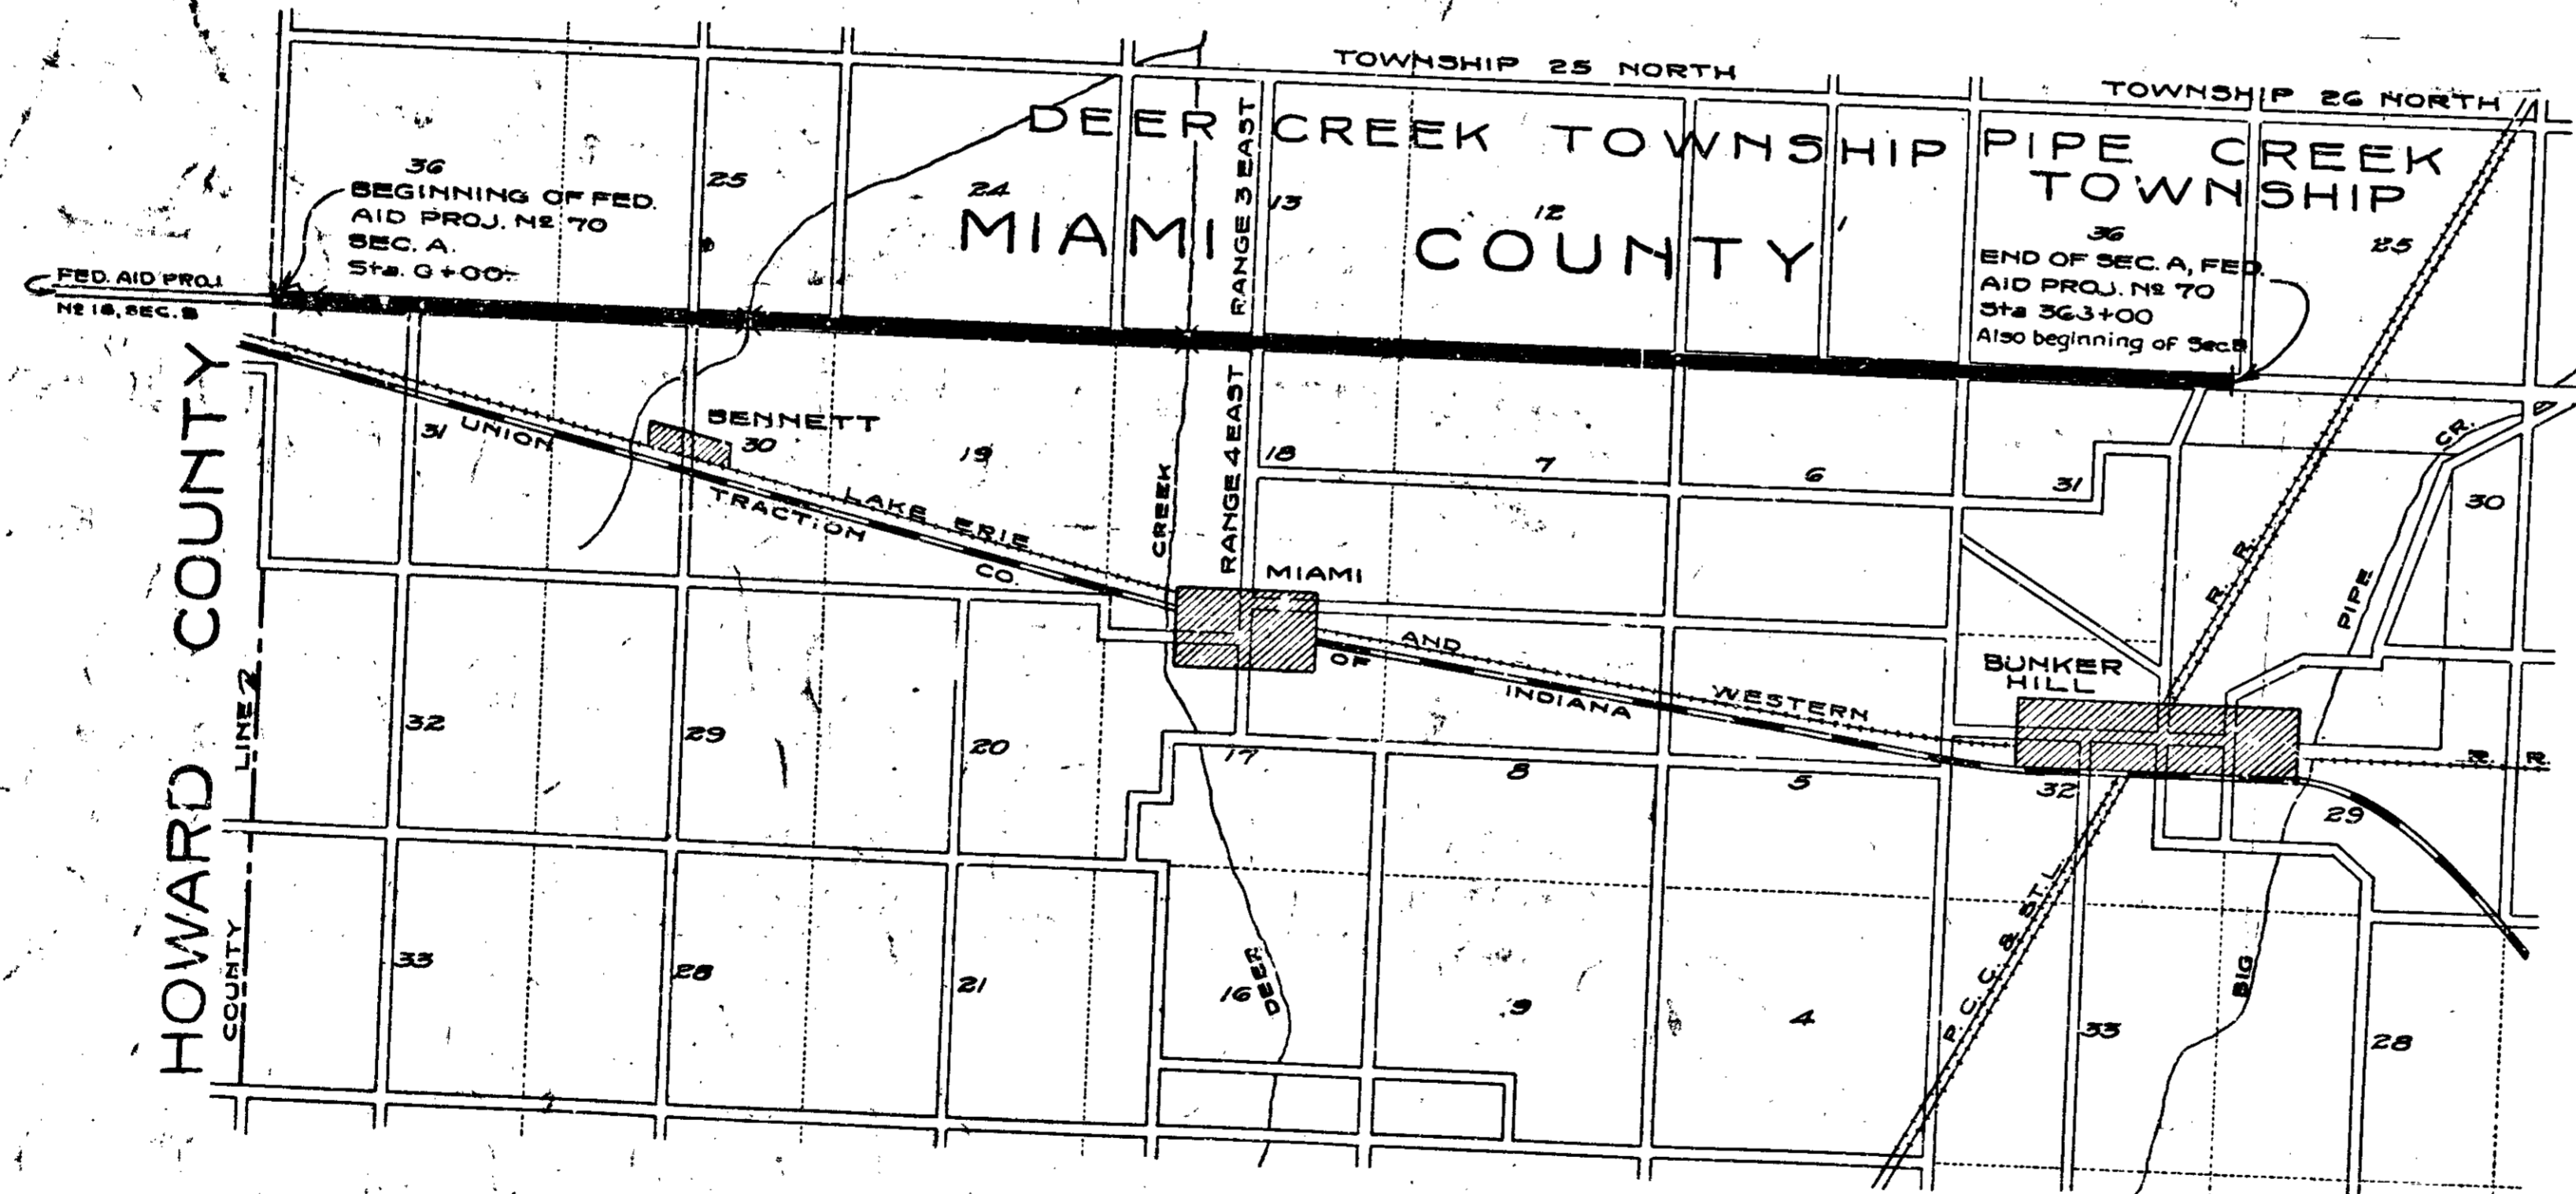 TOWNSHIP 25 NORTH
TOWNSHIP 26 NORTH
DEER CREEK TOWNSHIP
PIPE CREEK
TOWNSHIP
MIAMI COUNTY
RANGE 3 EAST
36
BEGINNING OF FED.
AID PROJ. Nº 70
SEC. A.
Sta. 0+00
25
24
13
12
1
36
END OF SEC. A, FED.
AID PROJ. Nº 70
Sta 363+00
Also beginning of Sec. B
25
FED. AID PROJ.
Nº 18, SEC. B
HOWARD COUNTY
COUNTY LINE
31
UNION TRACTION CO. OF INDIANA
BENNETT
30
19
LAKE ERIE AND WESTERN R. R.
DEER CREEK
RANGE 4 EAST
18
7
6
31
30
MIAMI
BUNKER
HILL
P. C. C. & ST. L. R. R.
BIG PIPE CR.
32
29
20
17
8
5
32
29
33
28
21
16
9
4
33
28